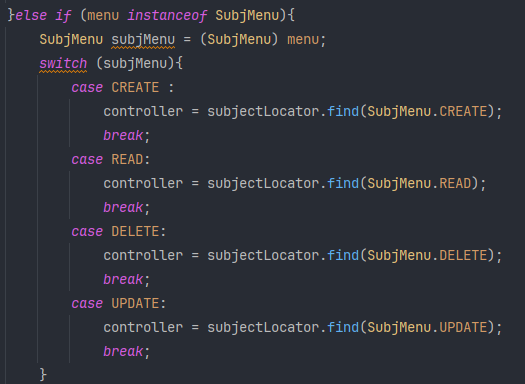 }else if (menu instanceof SubjMenu){
    SubjMenu subjMenu = (SubjMenu) menu;
    switch (subjMenu){
        case CREATE :
            controller = subjectLocator.find(SubjMenu.CREATE);
            break;
        case READ:
            controller = subjectLocator.find(SubjMenu.READ);
            break;
        case DELETE:
            controller = subjectLocator.find(SubjMenu.DELETE);
            break;
        case UPDATE:
            controller = subjectLocator.find(SubjMenu.UPDATE);
            break;
    }